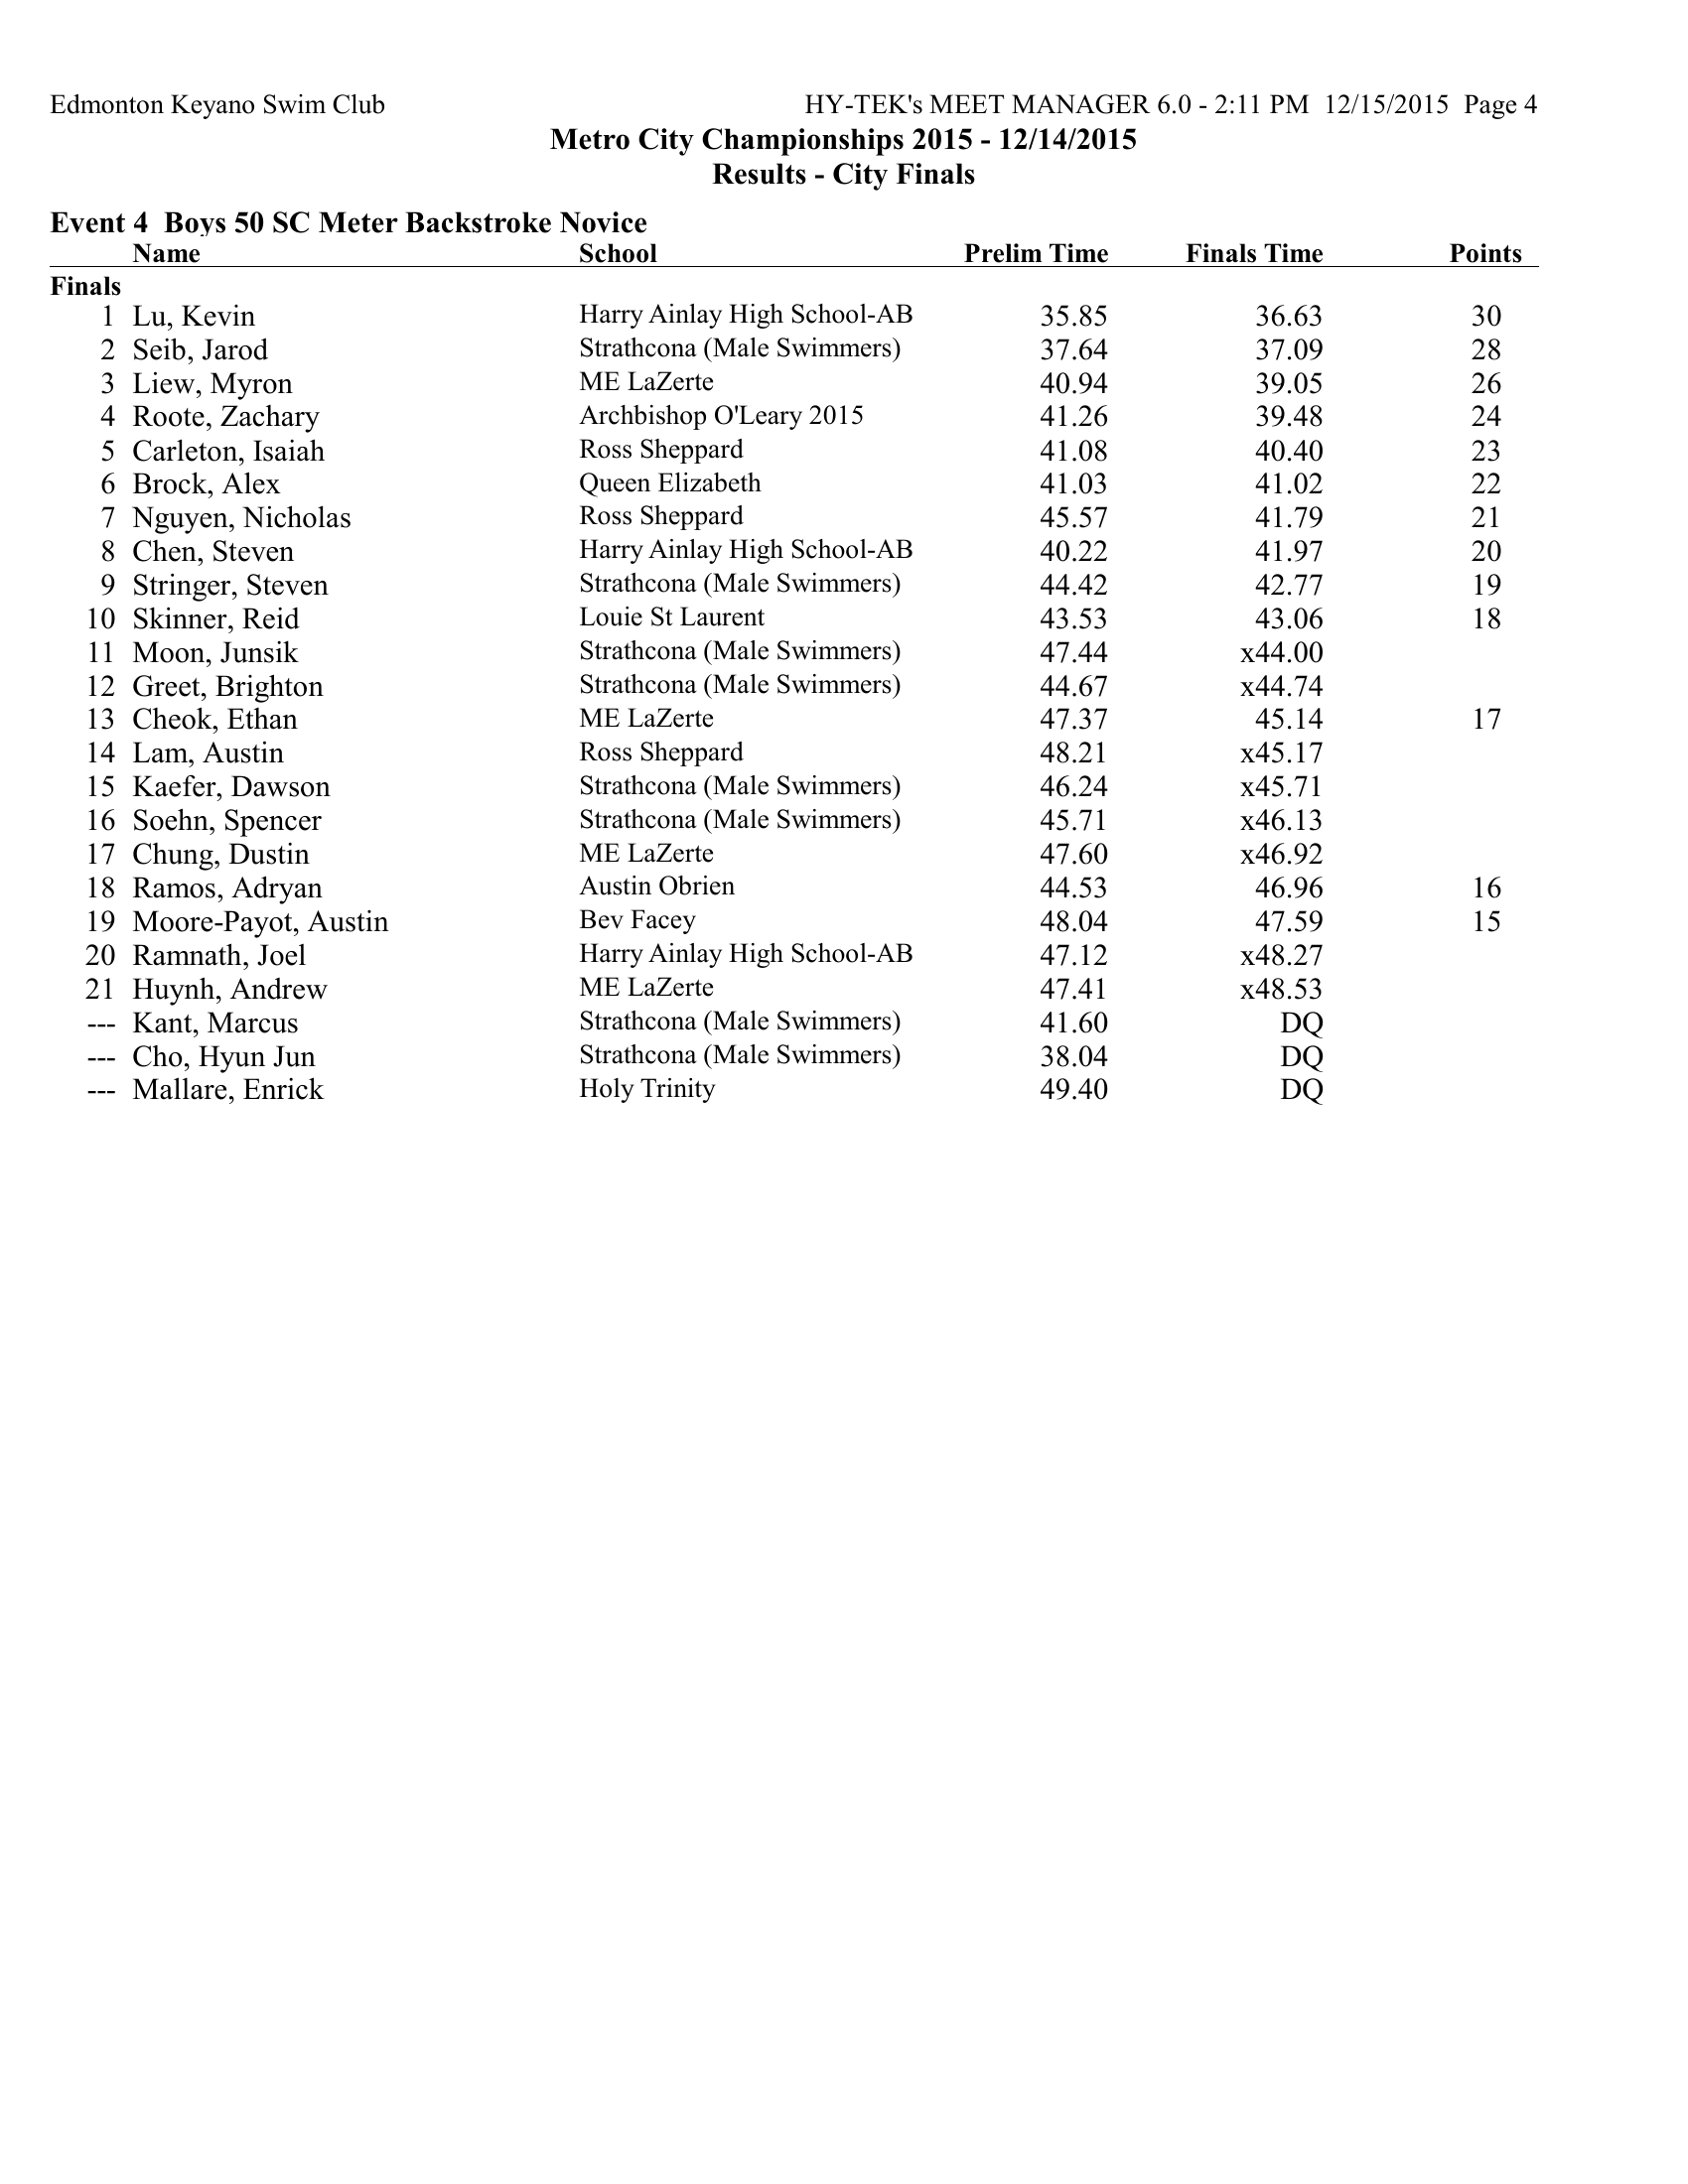 Edmonton Keyano Swim Club HY-TEK's MEET MANAGER 6.0 - 2:11 PM 12/15/2015 Page 4
Metro City Championships 2015 - 12/14/2015
Results - City Finals
Event 4 Boys 50 SC Meter Backstroke Novice
Name School Prelim Time Finals Time Points
Finals
1 Lu, Kevin Harry Ainlay High School-AB 35.85 36.63 30
2 Seib, Jarod Strathcona (Male Swimmers) 37.64 37.09 28
3 Liew, Myron ME LaZerte 40.94 39.05 26
4 Roote, Zachary Archbishop O'Leary 2015 41.26 39.48 24
5 Carleton, Isaiah Ross Sheppard 41.08 40.40 23
6 Brock, Alex Queen Elizabeth 41.03 41.02 22
7 Nguyen, Nicholas Ross Sheppard 45.57 41.79 21
8 Chen, Steven Harry Ainlay High School-AB 40.22 41.97 20
9 Stringer, Steven Strathcona (Male Swimmers) 44.42 42.77 19
10 Skinner, Reid Louie St Laurent 43.53 43.06 18
11 Moon, Junsik Strathcona (Male Swimmers) 47.44 x44.00
12 Greet, Brighton Strathcona (Male Swimmers) 44.67 x44.74
13 Cheok, Ethan ME LaZerte 47.37 45.14 17
14 Lam, Austin Ross Sheppard 48.21 x45.17
15 Kaefer, Dawson Strathcona (Male Swimmers) 46.24 x45.71
16 Soehn, Spencer Strathcona (Male Swimmers) 45.71 x46.13
17 Chung, Dustin ME LaZerte 47.60 x46.92
18 Ramos, Adryan Austin Obrien 44.53 46.96 16
19 Moore-Payot, Austin Bev Facey 48.04 47.59 15
20 Ramnath, Joel Harry Ainlay High School-AB 47.12 x48.27
21 Huynh, Andrew ME LaZerte 47.41 x48.53
--- Kant, Marcus Strathcona (Male Swimmers) 41.60 DQ
--- Cho, Hyun Jun Strathcona (Male Swimmers) 38.04 DQ
--- Mallare, Enrick Holy Trinity 49.40 DQ